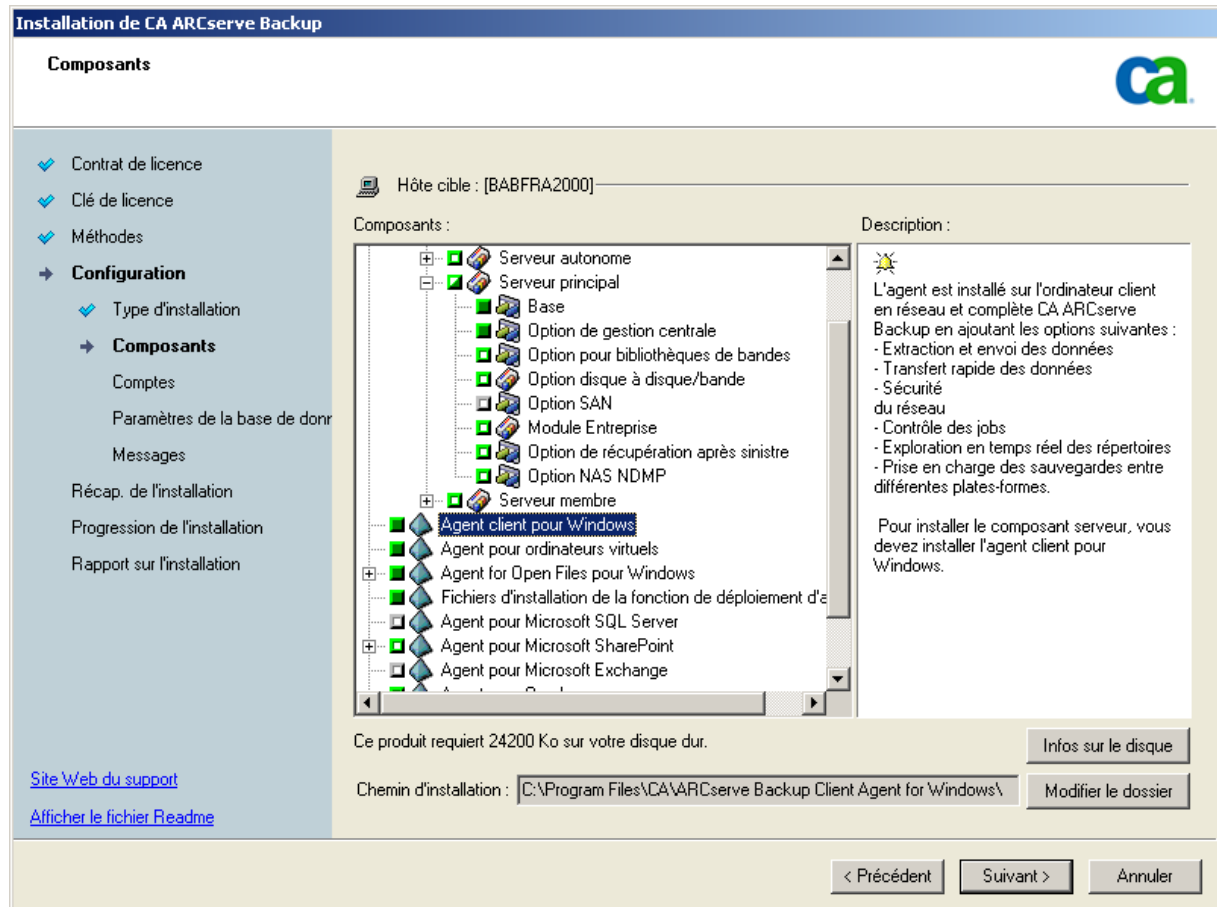 Installation de CA ARCserve Backup
Composants
ca
Contrat de licence
Clé de licence
Méthodes
Configuration
Type d'installation
Composants
Comptes
Paramètres de la base de donr
Messages
Récap. de l'installation
Progression de l'installation
Rapport sur l'installation
Site Web du support
Afficher le fichier Readme
Hôte cible : [BABFRA2000]
Composants :
Serveur autonome
Serveur principal
Base
Option de gestion centrale
Option pour bibliothèques de bandes
Option disque à disque/bande
Option SAN
Module Entreprise
Option de récupération après sinistre
Option NAS NDMP
Serveur membre
Agent client pour Windows
Agent pour ordinateurs virtuels
Agent for Open Files pour Windows
Fichiers d'installation de la fonction de déploiement d'a
Agent pour Microsoft SQL Server
Agent pour Microsoft SharePoint
Agent pour Microsoft Exchange
Description :
L'agent est installé sur l'ordinateur client
en réseau et complète CA ARCserve
Backup en ajoutant les options suivantes :
- Extraction et envoi des données
- Transfert rapide des données
- Sécurité
du réseau
- Contrôle des jobs
- Exploration en temps réel des répertoires
- Prise en charge des sauvegardes entre
différentes plates-formes.
Pour installer le composant serveur, vous
devez installer l'agent client pour
Windows.
Ce produit requiert 24200 Ko sur votre disque dur.
Infos sur le disque
Chemin d'installation : C:\Program Files\CA\ARCserve Backup Client Agent for Windows\
Modifier le dossier
< Précédent
Suivant >
Annuler